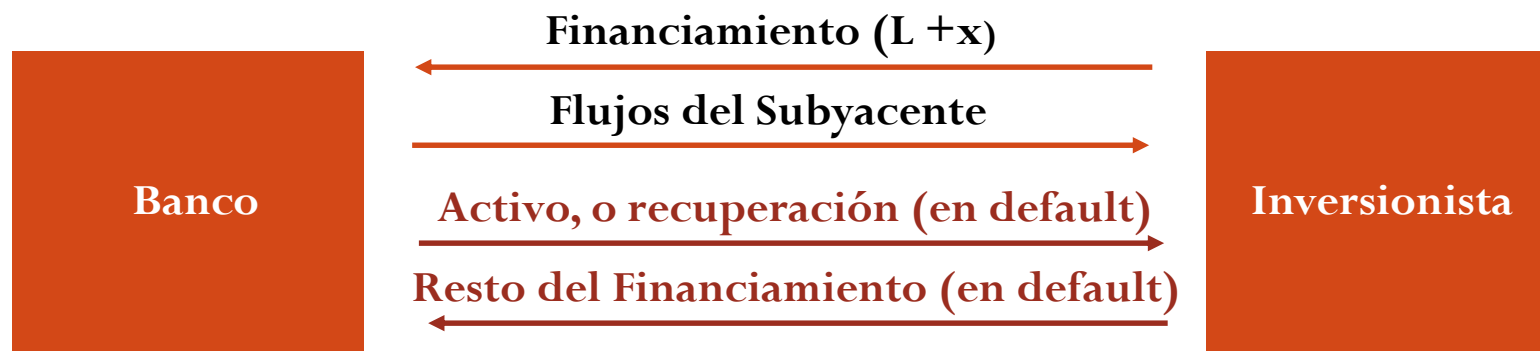 Financiamiento (L +x)
Flujos del Subyacente
Banco
Activo, o recuperación (en default)
Inversionista
Resto del Financiamiento (en default)